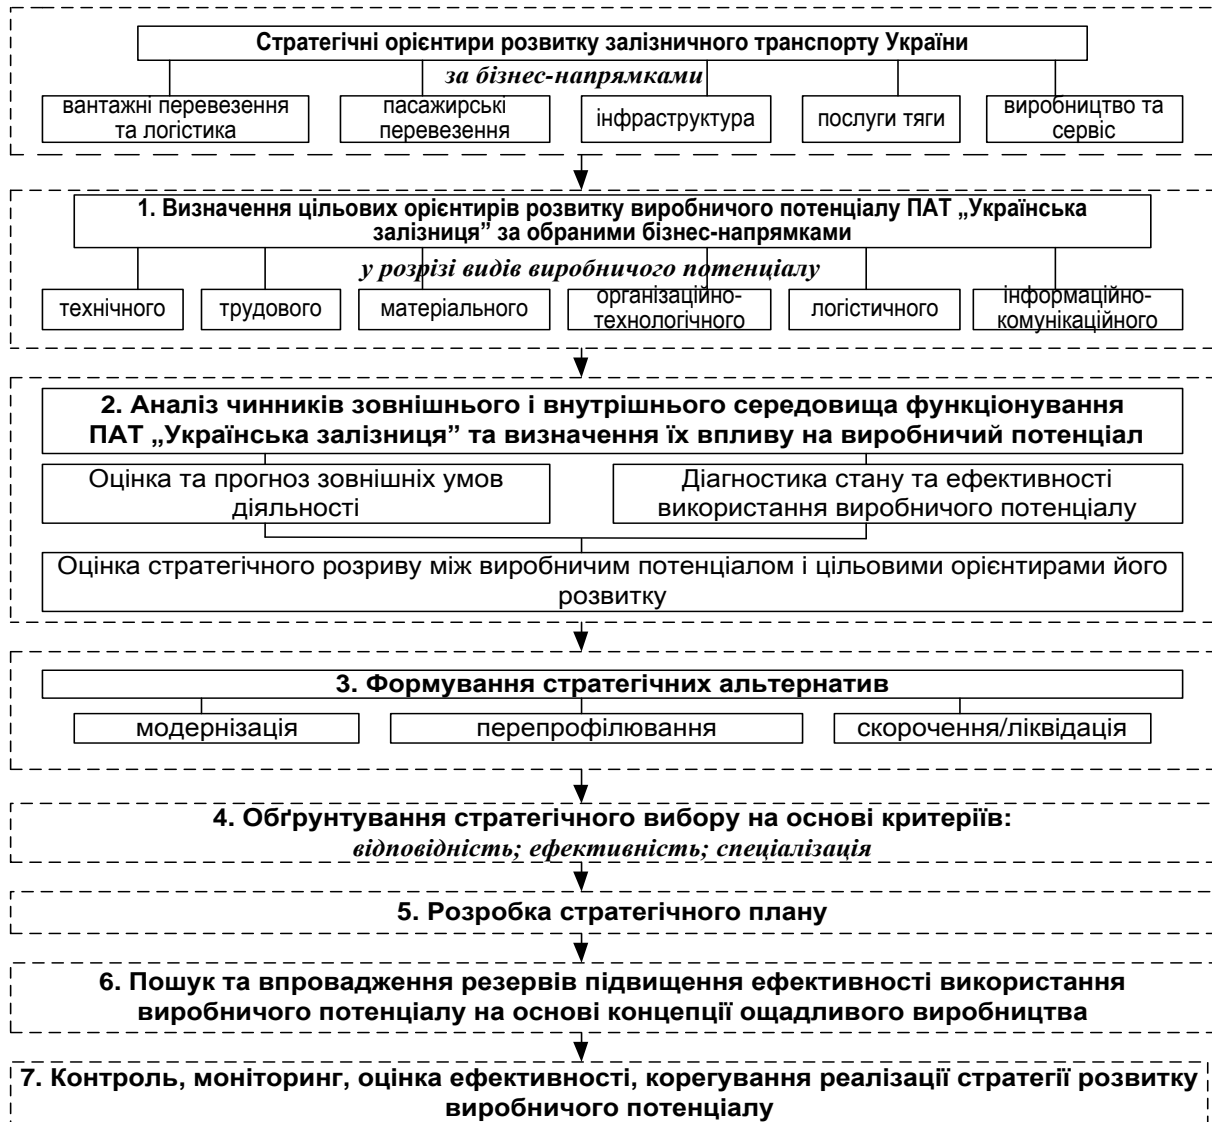 Стратегічні орієнтири розвитку залізничного транспорту України
за бізнес-напрямками
вантажні перевезення
та логістика
пасажирські
перевезення
інфраструктура
послуги тяги
виробництво та
сервіс
1. Визначення цільових орієнтирів розвитку виробничого потенціалу ПАТ „Українська
залізниця” за обраними бізнес-напрямками
у розрізі видів виробничого потенціалу
технічного
трудового
матеріального
організаційно-
технологічного
логістичного
інформаційно-
комунікаційного
2. Аналіз чинників зовнішнього і внутрішнього середовища функціонування
ПАТ „Українська залізниця” та визначення їх впливу на виробничий потенціал
Оцінка та прогноз зовнішніх умов
діяльності
Діагностика стану та ефективності
використання виробничого потенціалу
Оцінка стратегічного розриву між виробничим потенціалом і цільовими орієнтирами його
розвитку
3. Формування стратегічних альтернатив
модернізація
перепрофілювання
скорочення/ліквідація
4. Обґрунтування стратегічного вибору на основі критеріїв:
відповідність; ефективність; спеціалізація
5. Розробка стратегічного плану
6. Пошук та впровадження резервів підвищення ефективності використання
виробничого потенціалу на основі концепції ощадливого виробництва
7. Контроль, моніторинг, оцінка ефективності, корегування реалізації стратегії розвитку
виробничого потенціалу